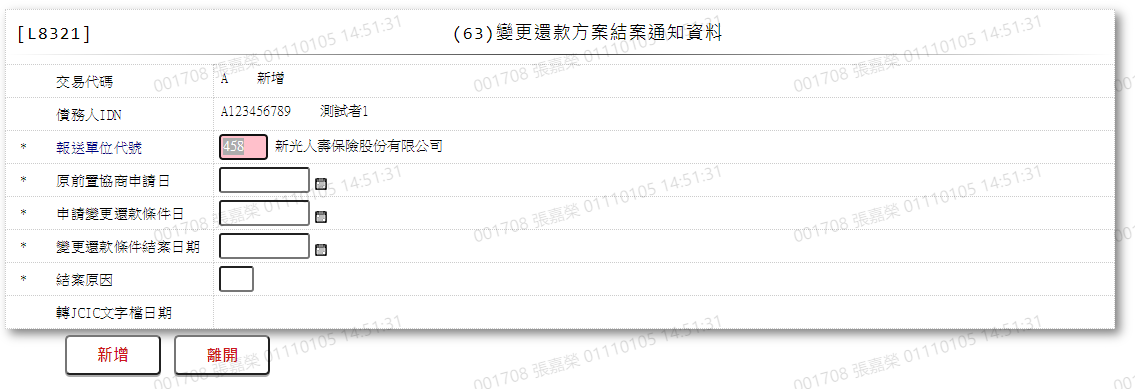 [L8321] (63)變更還款方案結案通知資料
交易代碼 A 新增
債務人IDN A123456789 測試者1
* 報送單位代號 458 新光人壽保險股份有限公司
* 原前置協商申請日
* 申請變更還款條件日
* 變更還款條件結案日期
* 結案原因
轉JCIC文字檔日期
新增 離開
001708 張嘉榮 01110105 14:51:31